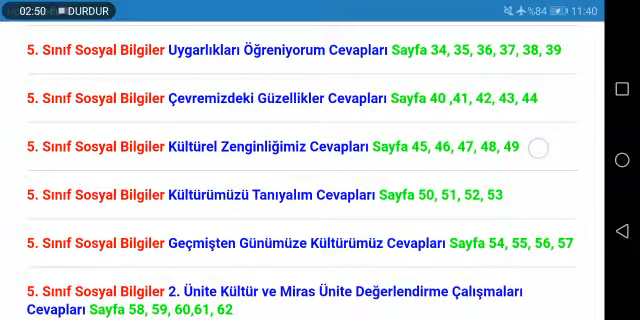 02:50 DURDUR %84 11:40
5. Sınıf Sosyal Bilgiler Uygarlıkları Öğreniyorum Cevapları Sayfa 34, 35, 36, 37, 38, 39
5. Sınıf Sosyal Bilgiler Çevremizdeki Güzellikler Cevapları Sayfa 40 ,41, 42, 43, 44
5. Sınıf Sosyal Bilgiler Kültürel Zenginliğimiz Cevapları Sayfa 45, 46, 47, 48, 49
5. Sınıf Sosyal Bilgiler Kültürümüzü Tanıyalım Cevapları Sayfa 50, 51, 52, 53
5. Sınıf Sosyal Bilgiler Geçmişten Günümüze Kültürümüz Cevapları Sayfa 54, 55, 56, 57
5. Sınıf Sosyal Bilgiler 2. Ünite Kültür ve Miras Ünite Değerlendirme Çalışmaları
Cevapları Sayfa 58, 59, 60,61, 62